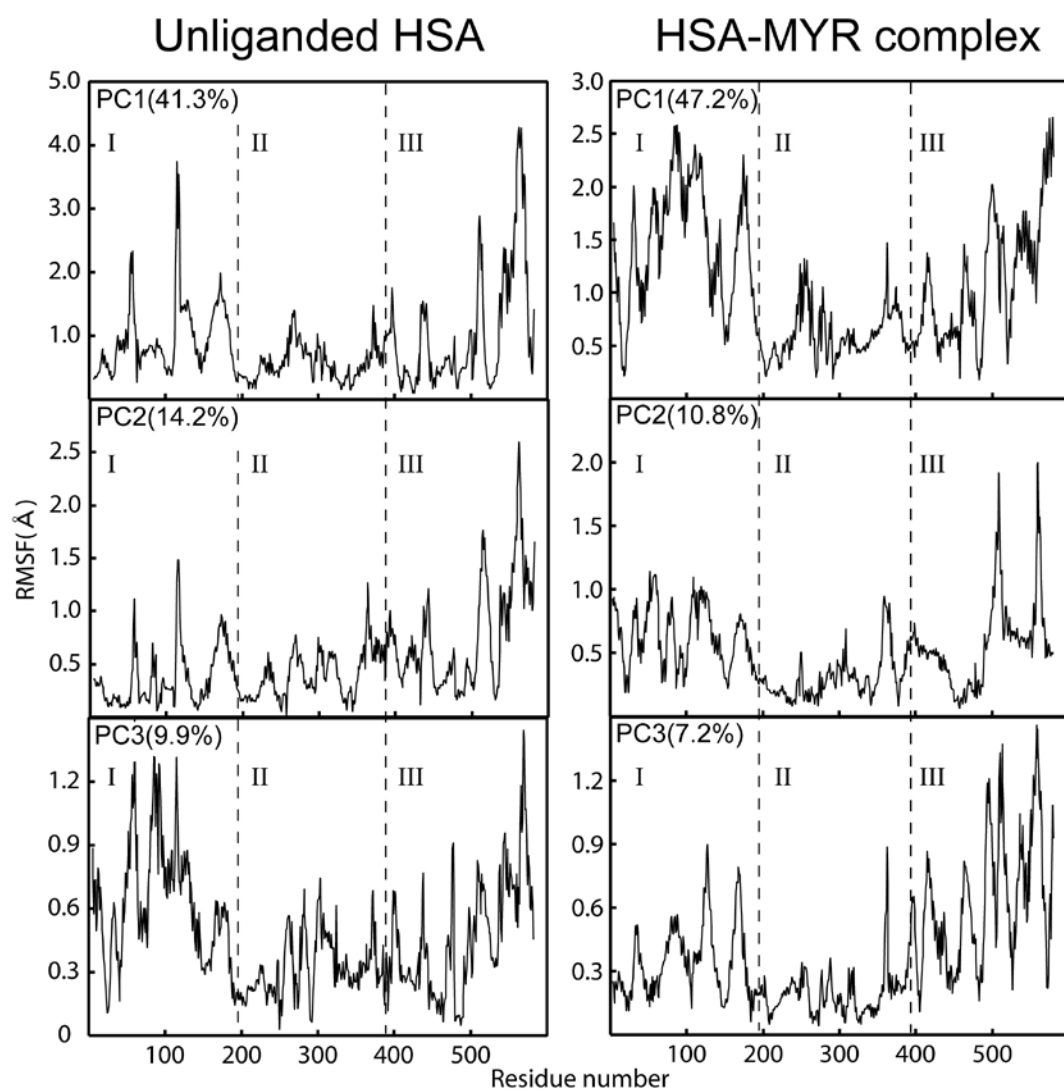 Unliganded HSA
HSA-MYR complex
5.0
4.0
3.0
2.0
1.0
PC1(41.3%)
I
II
III
3.0
2.5
2.0
1.5
1.0
0.5
PC1(47.2%)
I
II
III
RMSF(Å)
2.5
2.0
1.5
1.0
0.5
PC2(14.2%)
I
II
III
2.0
1.5
1.0
0.5
PC2(10.8%)
I
II
III
1.2
0.9
0.6
0.3
0
PC3(9.9%)
I
II
III
100 200 300 400 500
1.2
0.9
0.6
0.3
PC3(7.2%)
I
II
III
100 200 300 400 500
Residue number